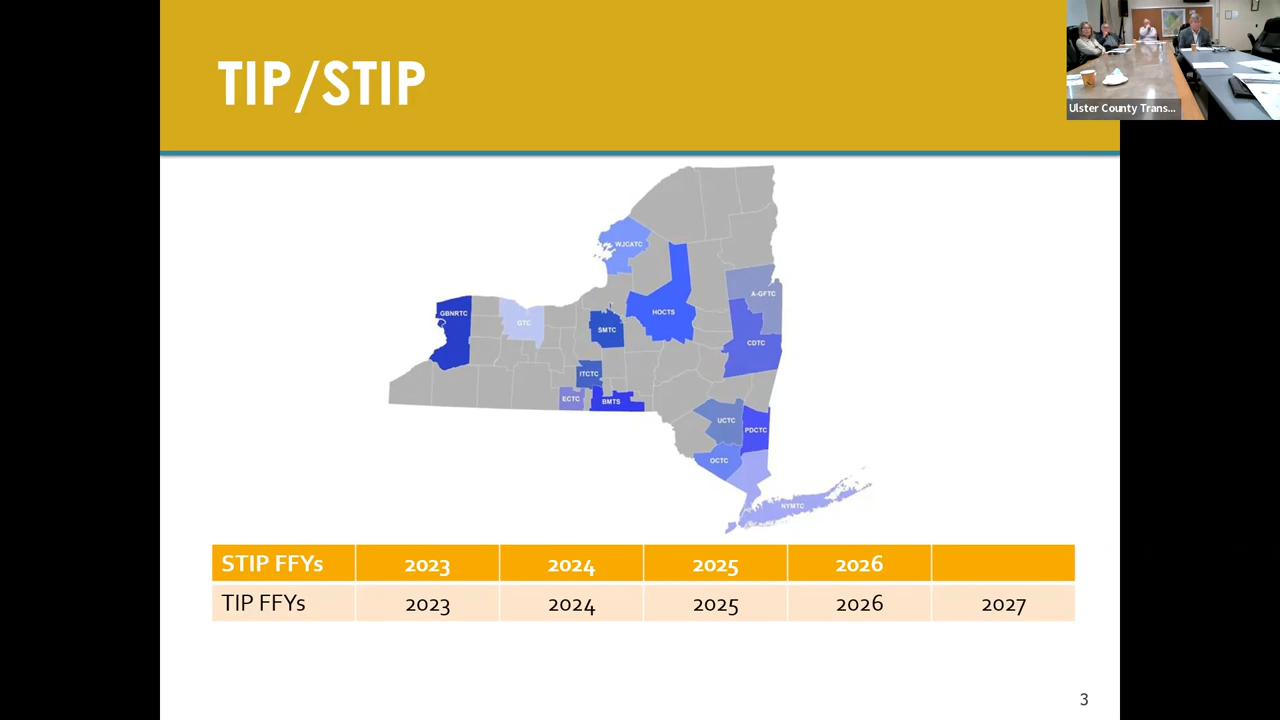 TIP/STIP
Ulster County Trans...
WJCATC
A-GFTC
GBNRTC
GTC
HOCTS
SMTC
CDTC
ITCTC
ECTC
BMTS
UCTC
PDCTC
OCTC
NYMTC
STIP FFYs 2023 2024 2025 2026
TIP FFYs 2023 2024 2025 2026 2027
3